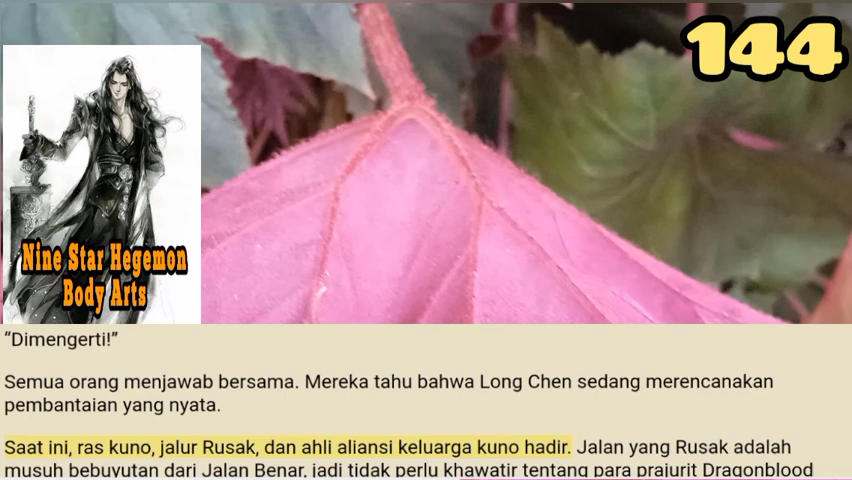 144
Nine Star Hegemon
Body Arts
“Dimengerti!”
Semua orang menjawab bersama. Mereka tahu bahwa Long Chen sedang merencanakan
pembantaian yang nyata.
Saat ini, ras kuno, jalur Rusak, dan ahli aliansi keluarga kuno hadir. Jalan yang Rusak adalah
musuh bebuyutan dari Jalan Benar, jadi tidak perlu khawatir tentang para prajurit Dragonblood